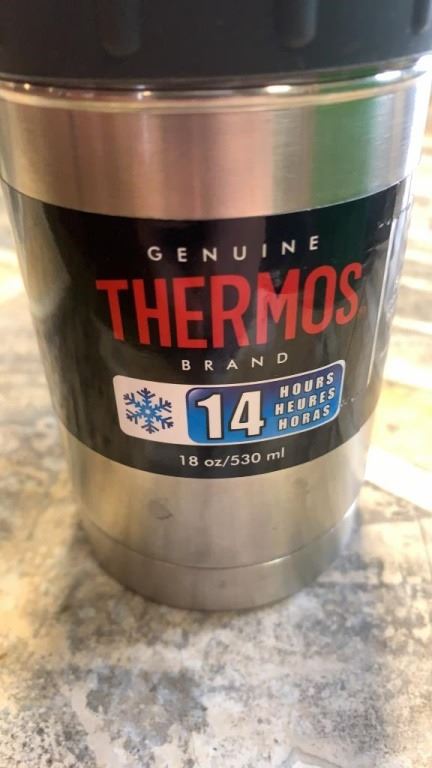 GENUINE
THERMOS
BRAND
14 HOURS
HEURES
HORAS
18 oz/530 ml